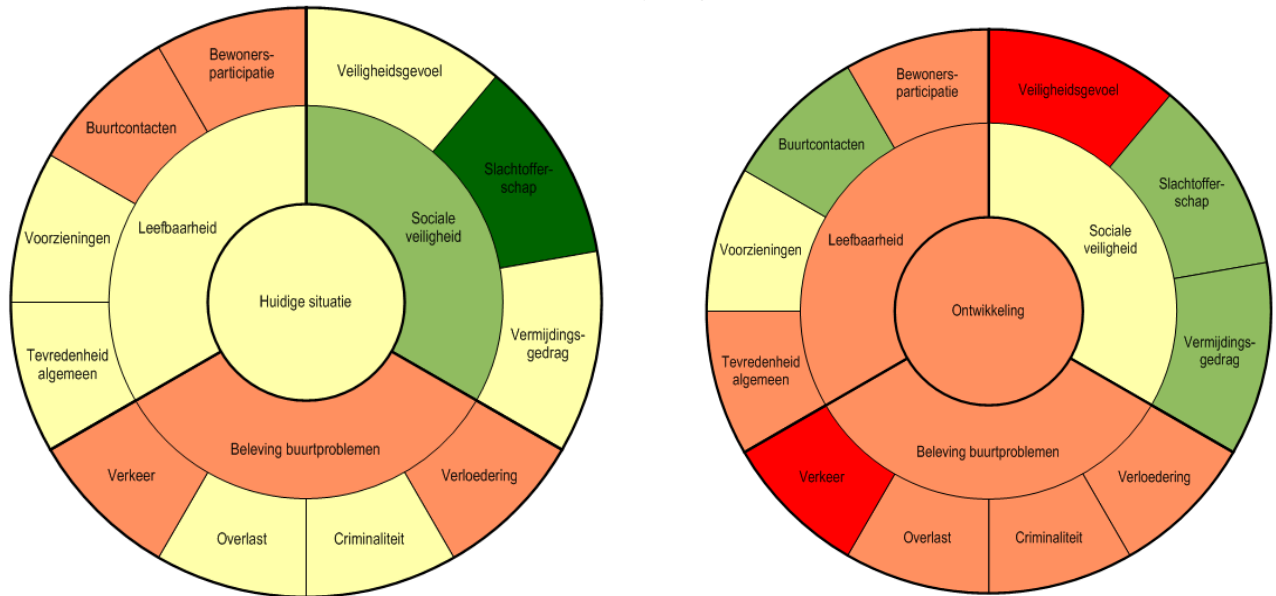 Bewoners-
participatie
Veiligheidsgevoel
Buurtcontacten
Slachtoffer-
schap
Voorzieningen
Leefbaarheid
Sociale
veiligheid
Huidige situatie
Tevredenheid
algemeen
Vermijdings-
gedrag
Beleving buurtproblemen
Verkeer
Verloedering
Overlast
Criminaliteit
Bewoners-
participatie
Veiligheidsgevoel
Buurtcontacten
Slachtoffer-
schap
Voorzieningen
Leefbaarheid
Sociale
veiligheid
Ontwikkeling
Tevredenheid
algemeen
Vermijdings-
gedrag
Beleving buurtproblemen
Verkeer
Verloedering
Overlast
Criminaliteit